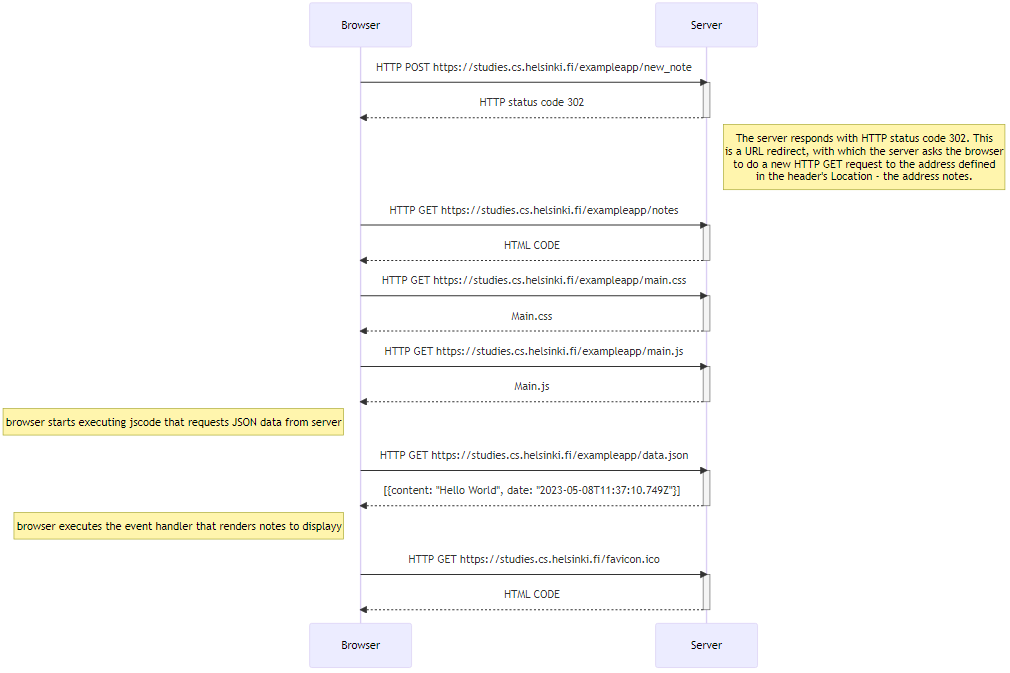 Browser
Server
HTTP POST https://studies.cs.helsinki.fi/exampleapp/new_note
HTTP status code 302
The server responds with HTTP status code 302. This
is a URL redirect, with which the server asks the browser
to do a new HTTP GET request to the address defined
in the header's Location - the address notes.
HTTP GET https://studies.cs.helsinki.fi/exampleapp/notes
HTML CODE
HTTP GET https://studies.cs.helsinki.fi/exampleapp/main.css
Main.css
HTTP GET https://studies.cs.helsinki.fi/exampleapp/main.js
Main.js
browser starts executing jscode that requests JSON data from server
HTTP GET https://studies.cs.helsinki.fi/exampleapp/data.json
[{content: "Hello World", date: "2023-05-08T11:37:10.749Z"}]
browser executes the event handler that renders notes to displayy
HTTP GET https://studies.cs.helsinki.fi/favicon.ico
HTML CODE
Browser
Server